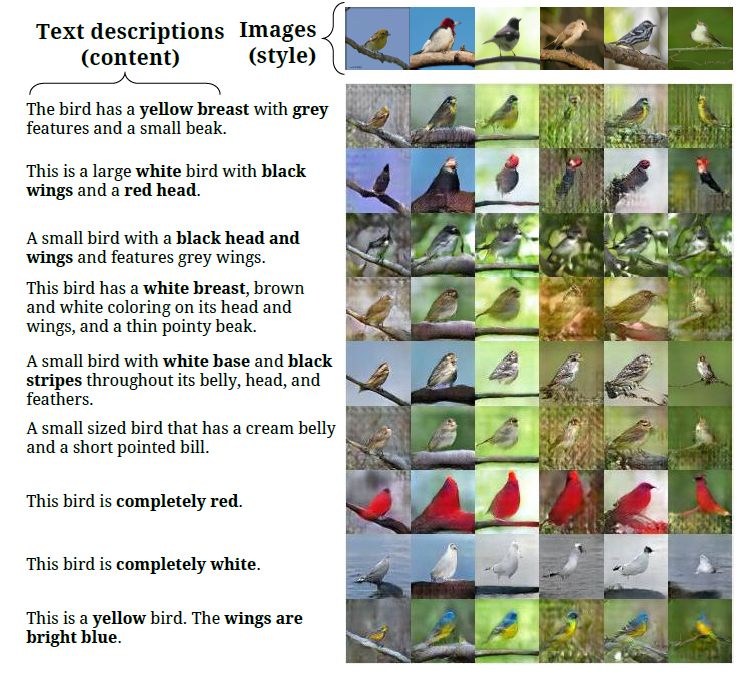 Text descriptions
(content)
Images
(style)
The bird has a yellow breast with grey
features and a small beak.
This is a large white bird with black
wings and a red head.
A small bird with a black head and
wings and features grey wings.
This bird has a white breast, brown
and white coloring on its head and
wings, and a thin pointy beak.
A small bird with white base and black
stripes throughout its belly, head, and
feathers.
A small sized bird that has a cream belly
and a short pointed bill.
This bird is completely red.
This bird is completely white.
This is a yellow bird. The wings are
bright blue.